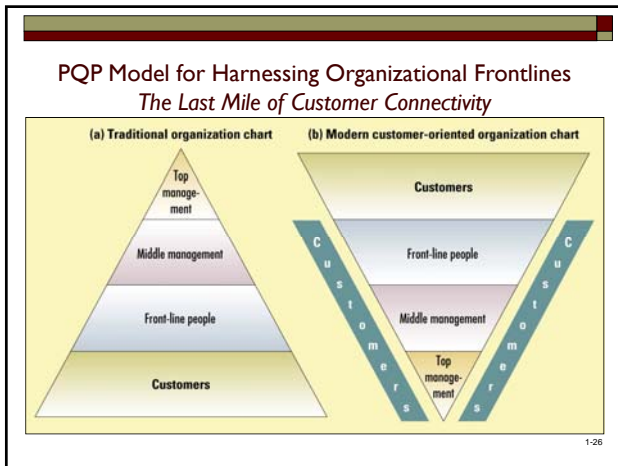 PQP Model for Harnessing Organizational Frontlines
The Last Mile of Customer Connectivity
(a) Traditional organization chart
Top
manage-
ment
Middle management
Front-line people
Customers
(b) Modern customer-oriented organization chart
Customers
Front-line people
Middle management
Top
manage-
ment
Customers
Customers
1-26